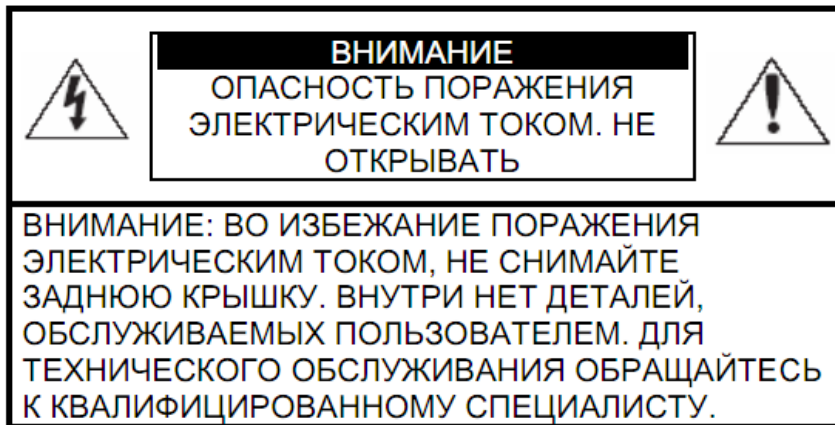 ВНИМАНИЕ
ОПАСНОСТЬ ПОРАЖЕНИЯ
ЭЛЕКТРИЧЕСКИМ ТОКОМ. НЕ
ОТКРЫВАТЬ
ВНИМАНИЕ: ВО ИЗБЕЖАНИЕ ПОРАЖЕНИЯ
ЭЛЕКТРИЧЕСКИМ ТОКОМ, НЕ СНИМАЙТЕ
ЗАДНЮЮ КРЫШКУ. ВНУТРИ НЕТ ДЕТАЛЕЙ,
ОБСЛУЖИВАЕМЫХ ПОЛЬЗОВАТЕЛЕМ. ДЛЯ
ТЕХНИЧЕСКОГО ОБСЛУЖИВАНИЯ ОБРАЩАЙТЕСЬ
К КВАЛИФИЦИРОВАННОМУ СПЕЦИАЛИСТУ.